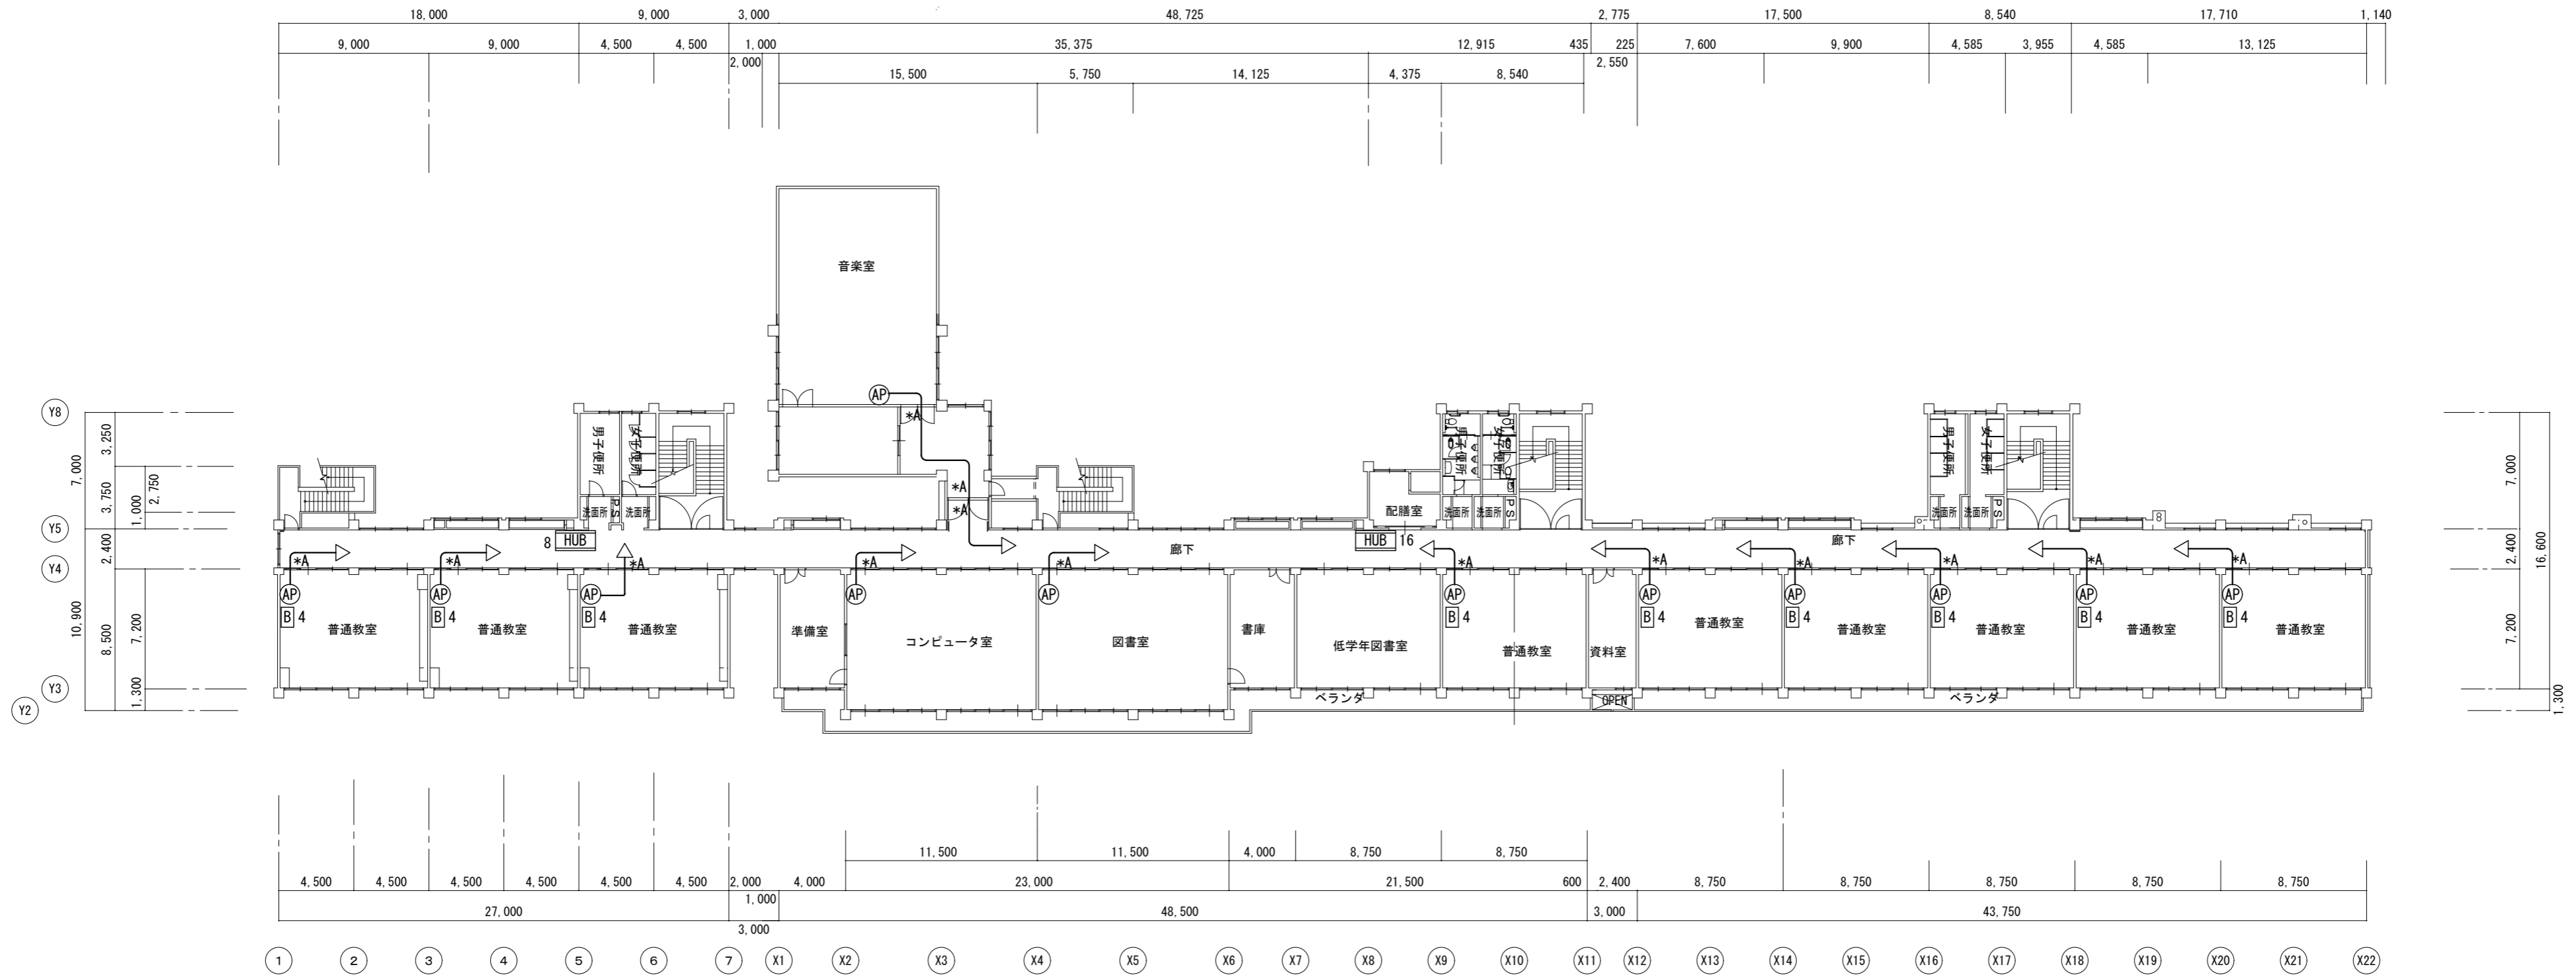 18,000 9,000 3,000 48,725 2,775 17,500 8,540 17,710 1,140
9,000 9,000 4,500 4,500 1,000 35,375 12,915 435 225 7,600 9,900 4,585 3,955 4,585 13,125
2,000 2,550
15,500 5,750 14,125 4,375 8,540
音楽室
AP
*A
Y8
3,250
7,000
3,750
2,750
1,000
男子便所 女子便所
洗面所 PS 洗面所
*A
*A
男子便所 女子便所
配膳室
洗面所 洗面所 PS
男子便所 女子便所
洗面所 洗面所 PS
7,000
Y5
2,400
8 HUB
廊下
HUB 16
廊下
2,400
16,600
Y4
*A *A *A *A *A *A *A *A *A *A *A
AP AP AP AP AP AP AP AP AP AP AP
B 4 B 4 B 4 B 4 B 4 B 4 B 4 B 4 B 4
10,900
8,500
7,200
普通教室 普通教室 普通教室
準備室
コンピュータ室
図書室
書庫
低学年図書室
普通教室
資料室
普通教室 普通教室 普通教室 普通教室 普通教室
7,200
Y3
1,300
ベランダ
OPEN
ベランダ
1,300
Y2
11,500 11,500 4,000 8,750 8,750
4,500 4,500 4,500 4,500 4,500 4,500 2,000 4,000 23,000 21,500 600 2,400 8,750 8,750 8,750 8,750 8,750
1,000
27,000 48,500 3,000 43,750
3,000
1 2 3 4 5 6 7 X1 X2 X3 X4 X5 X6 X7 X8 X9 X10 X11 X12 X13 X14 X15 X16 X17 X18 X19 X20 X21 X22